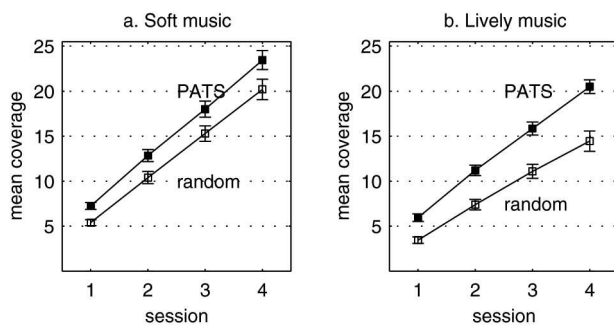 a. Soft music
25
20
15
10
5
mean coverage
PATS
random
1 2 3 4
session
b. Lively music
25
20
15
10
5
mean coverage
PATS
random
1 2 3 4
session